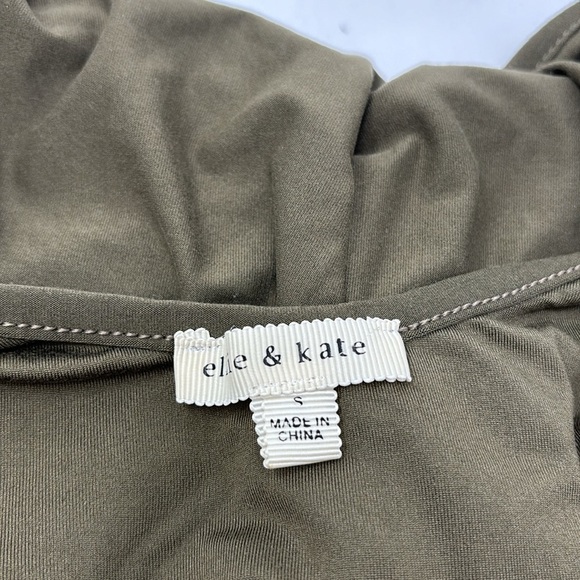 elle & kate
S
MADE IN
CHINA